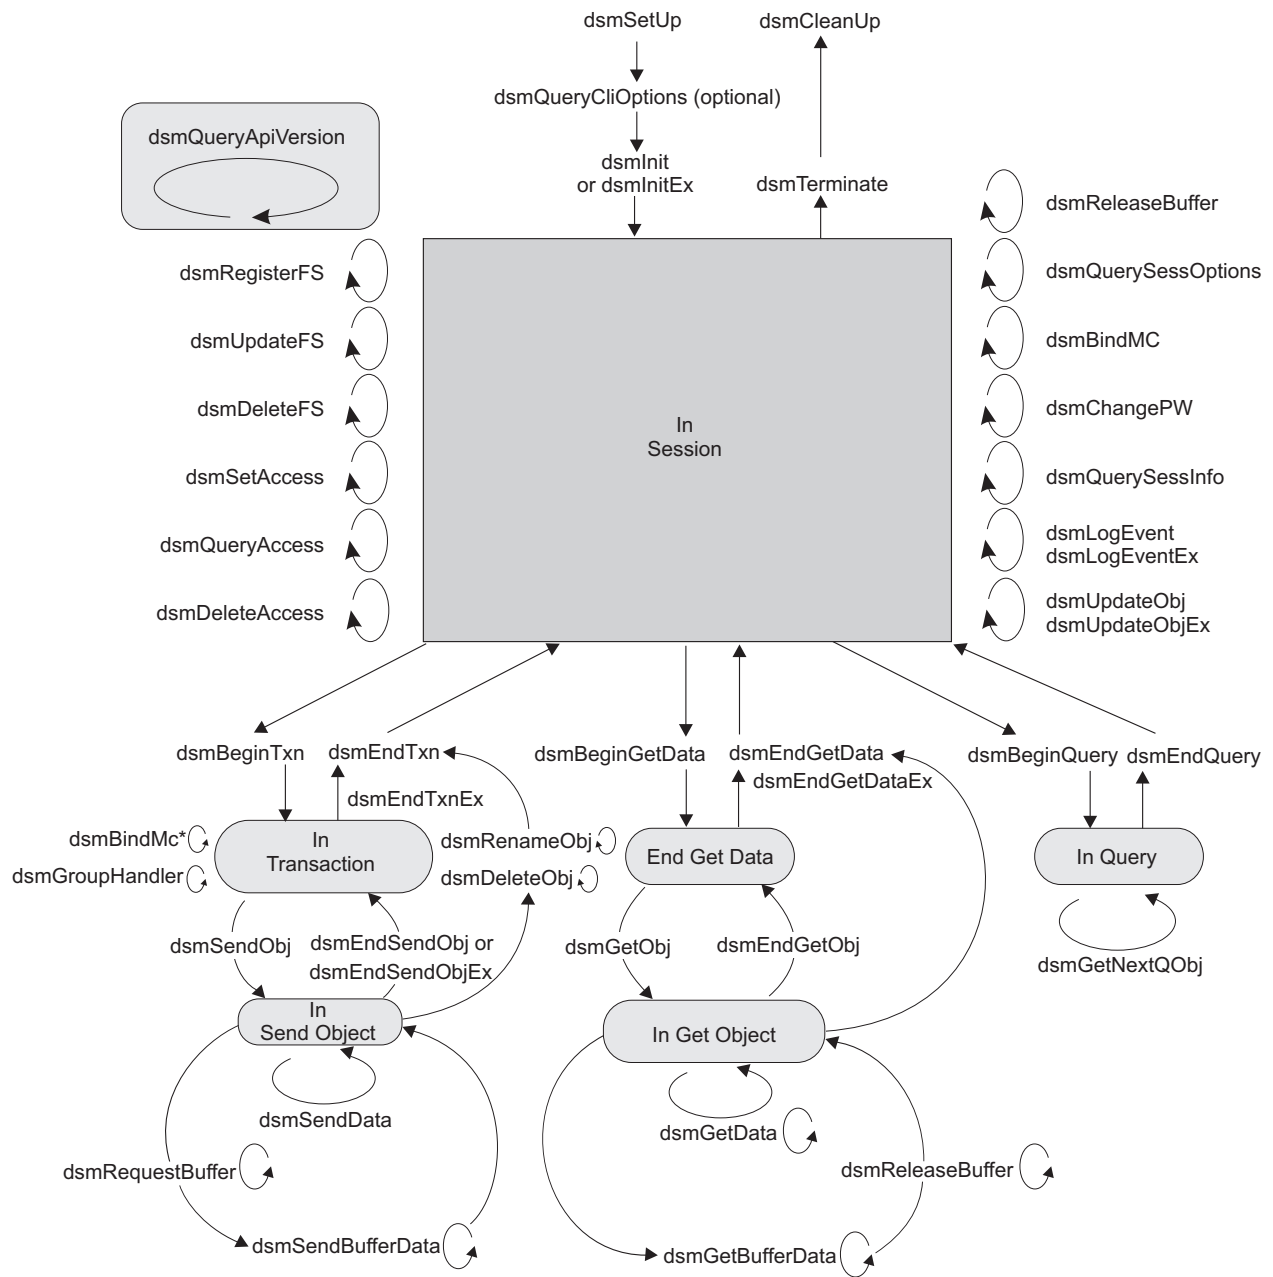 dsmSetUp
dsmCleanUp
dsmQueryCliOptions (optional)
dsmQueryApiVersion
dsmInit
or dsmInitEx
dsmTerminate
dsmReleaseBuffer
dsmRegisterFS
dsmQuerySessOptions
dsmUpdateFS
dsmBindMC
dsmDeleteFS
dsmChangePW
In
Session
dsmSetAccess
dsmQuerySessInfo
dsmQueryAccess
dsmLogEvent
dsmLogEventEx
dsmDeleteAccess
dsmUpdateObj
dsmUpdateObjEx
dsmBeginTxn
dsmEndTxn
dsmBeginGetData
dsmEndGetData
dsmBeginQuery
dsmEndQuery
dsmEndTxnEx
dsmEndGetDataEx
dsmBindMc*
In
Transaction
dsmRenameObj
End Get Data
In Query
dsmGroupHandler
dsmDeleteObj
dsmSendObj
dsmEndSendObj or
dsmEndSendObjEx
dsmGetObj
dsmEndGetObj
dsmGetNextQObj
In
Send Object
In Get Object
dsmSendData
dsmGetData
dsmRequestBuffer
dsmReleaseBuffer
dsmSendBufferData
dsmGetBufferData